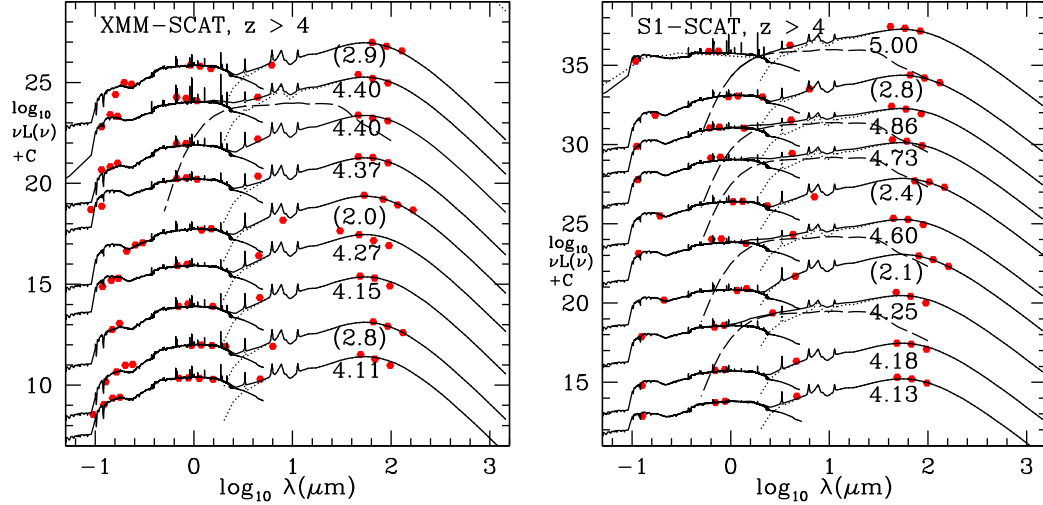 XMM-SCAT, z > 4
25
20
15
10
log₁₀
νL(ν)
+C
(2.9)
4.40
4.40
4.37
(2.0)
4.27
4.15
(2.8)
4.11
-1 0 1 2 3
log₁₀ λ(μm)
S1-SCAT, z > 4
35
30
25
20
15
log₁₀
νL(ν)
+C
5.00
(2.8)
4.86
4.73
(2.4)
4.60
(2.1)
4.25
4.18
4.13
-1 0 1 2 3
log₁₀ λ(μm)